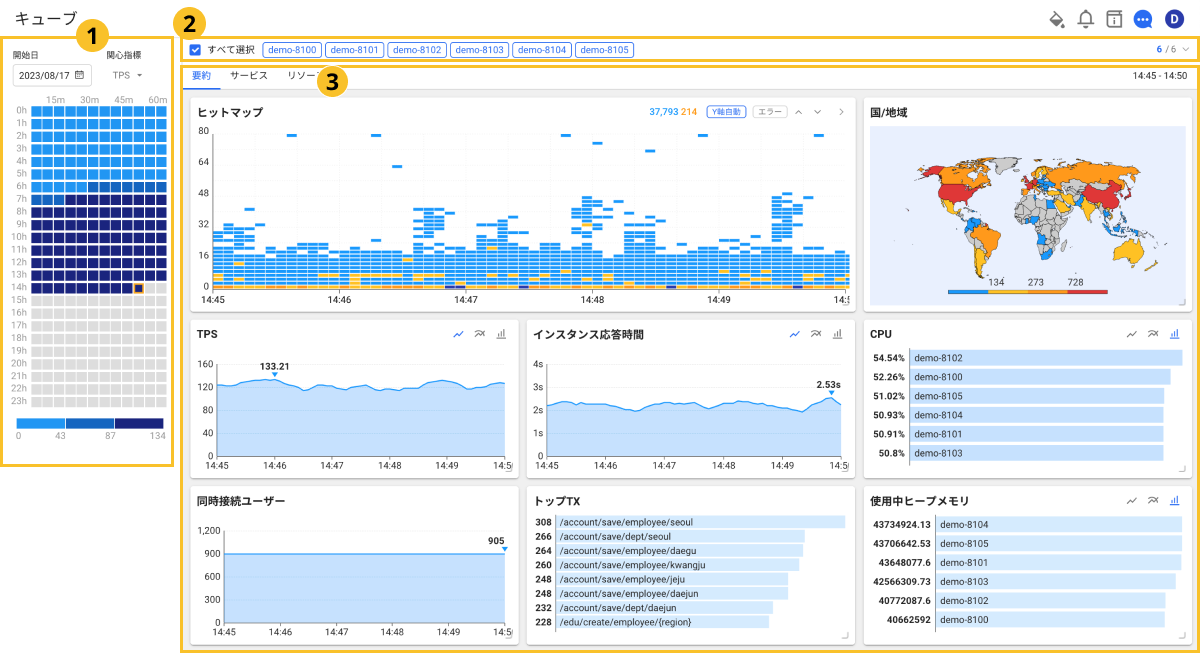 キューブ
1
開始日 関心指標
2023/08/17 TPS
15m 30m 45m 60m
0h
1h
2h
3h
4h
5h
6h
7h
8h
9h
10h
11h
12h
13h
14h
15h
16h
17h
18h
19h
20h
21h
22h
23h
0 43 87 134
D
2
すべて選択 demo-8100 demo-8101 demo-8102 demo-8103 demo-8104 demo-8105 6 / 6
3
要約 サービス 14:45 - 14:50
ヒットマップ 37,793 214 Y軸自動 エラー
80
64
48
32
16
0
14:45 14:46 14:47 14:48 14:49
国/地域
134 273 728
TPS
160
120
80
40
0
133.21
14:45 14:46 14:47 14:48 14:49
インスタンス応答時間
4s
3s
2s
1s
0
2.53s
14:45 14:46 14:47 14:48 14:49
CPU
54.54% demo-8102
52.26% demo-8100
51.02% demo-8105
50.93% demo-8104
50.91% demo-8101
50.8% demo-8103
同時接続ユーザー
1,200
900
600
300
0
905
14:45 14:46 14:47 14:48 14:49
トップTX
308 /account/save/employee/seoul
266 /account/save/dept/seoul
264 /account/save/employee/daegu
260 /account/save/employee/kwangju
248 /account/save/employee/jeju
248 /account/save/employee/daejun
232 /account/save/dept/daejun
228 /edu/create/employee/{region}
使用中ヒープメモリ
43734924.13 demo-8104
43706642.53 demo-8105
43648077.6 demo-8101
42566309.73 demo-8103
40772087.6 demo-8102
40662592 demo-8100